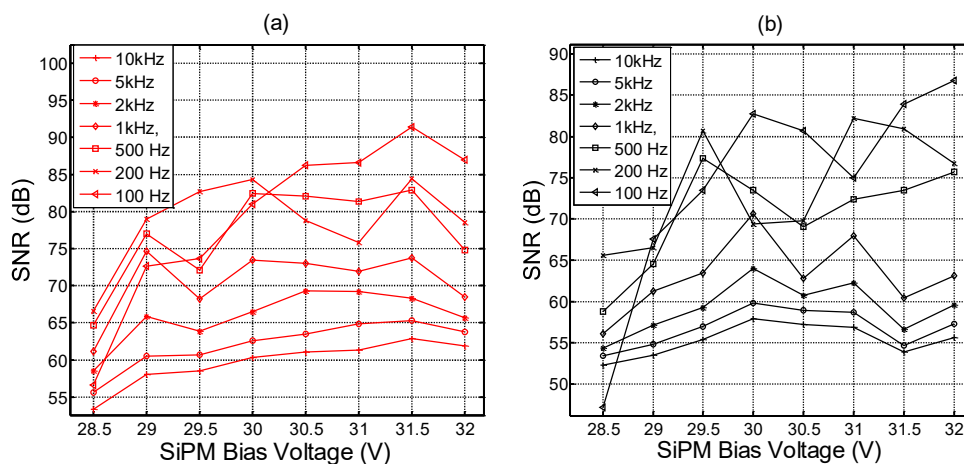 (a)
SNR (dB)
100
95
90
85
80
75
70
65
60
55
10kHz
5kHz
2kHz
1kHz,
500 Hz
200 Hz
100 Hz
28.5 29 29.5 30 30.5 31 31.5 32
SiPM Bias Voltage (V)
(b)
SNR (dB)
90
85
80
75
70
65
60
55
50
10kHz
5kHz
2kHz
1kHz,
500 Hz
200 Hz
100 Hz
28.5 29 29.5 30 30.5 31 31.5 32
SiPM Bias Voltage (V)